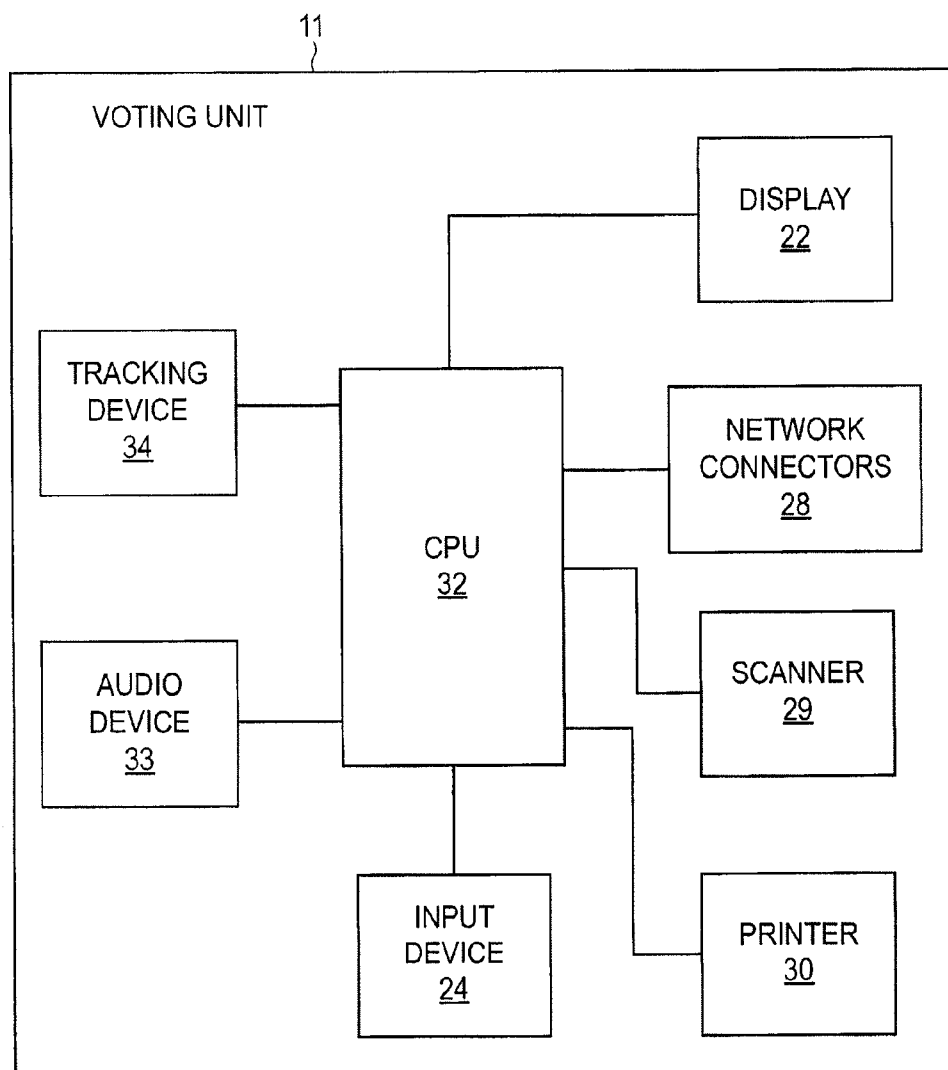 11
VOTING UNIT
DISPLAY
22
TRACKING
DEVICE
34
NETWORK
CONNECTORS
28
CPU
32
AUDIO
DEVICE
33
SCANNER
29
INPUT
DEVICE
24
PRINTER
30